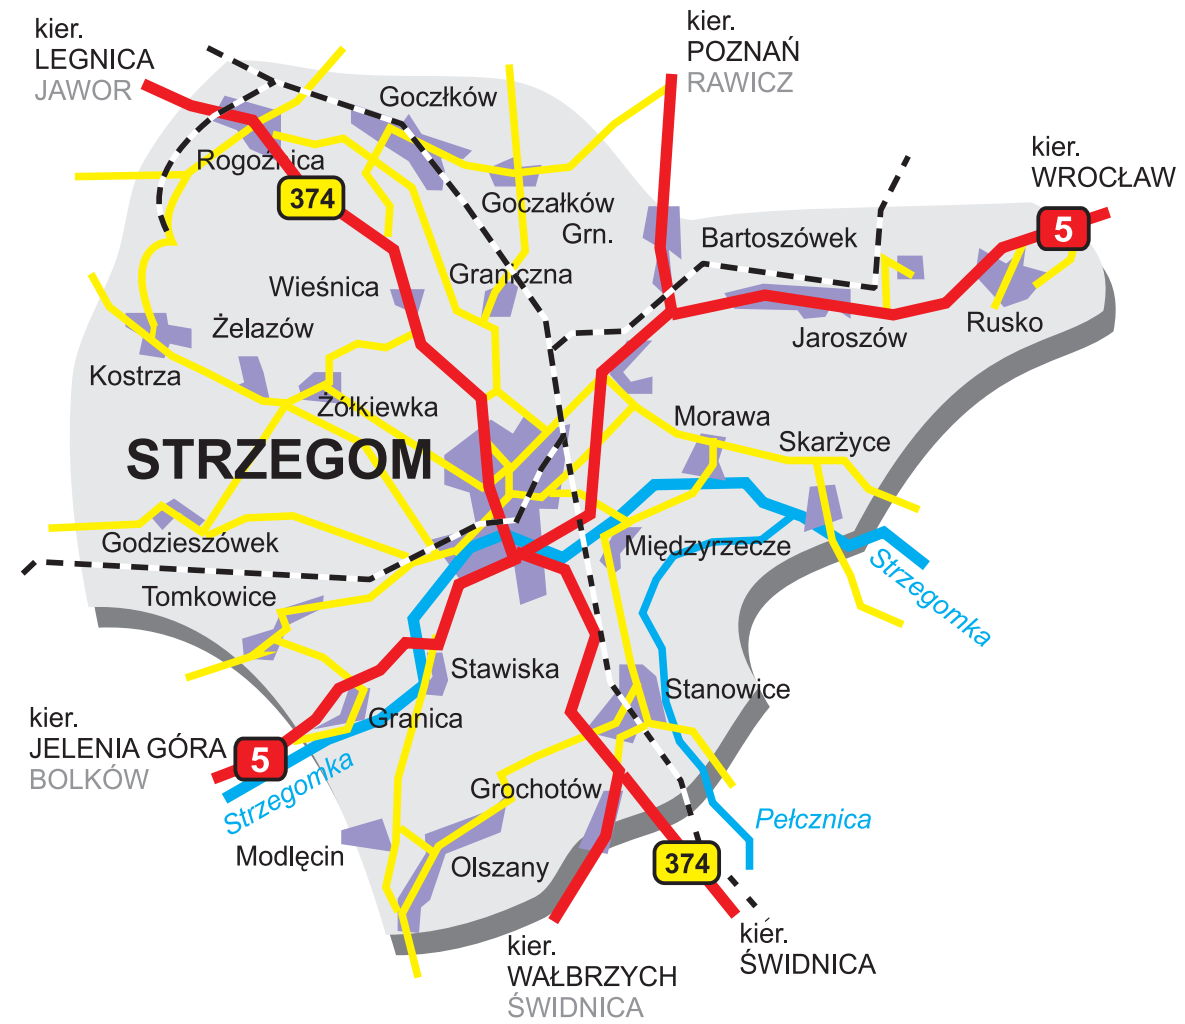 kier.
LEGNICA
JAWOR
kier.
POZNAŃ
RAWICZ
kier.
WROCŁAW
Goczłków
Rogoźnica
374
Goczałków
Grn.
Bartoszówek
5
Graniczna
Wieśnica
Żelazów
Jaroszów
Rusko
Kostrza
Żółkiewka
Morawa
Skarżyce
STRZEGOM
Godzieszówek
Międzyrzecze
Strzegomka
Tomkowice
Stawiska
Stanowice
Granica
kier.
JELENIA GÓRA
BOLKÓW
5
Strzegomka
Grochotów
Pełcznica
Modlęcin
Olszany
374
kier.
WAŁBRZYCH
ŚWIDNICA
kier.
ŚWIDNICA